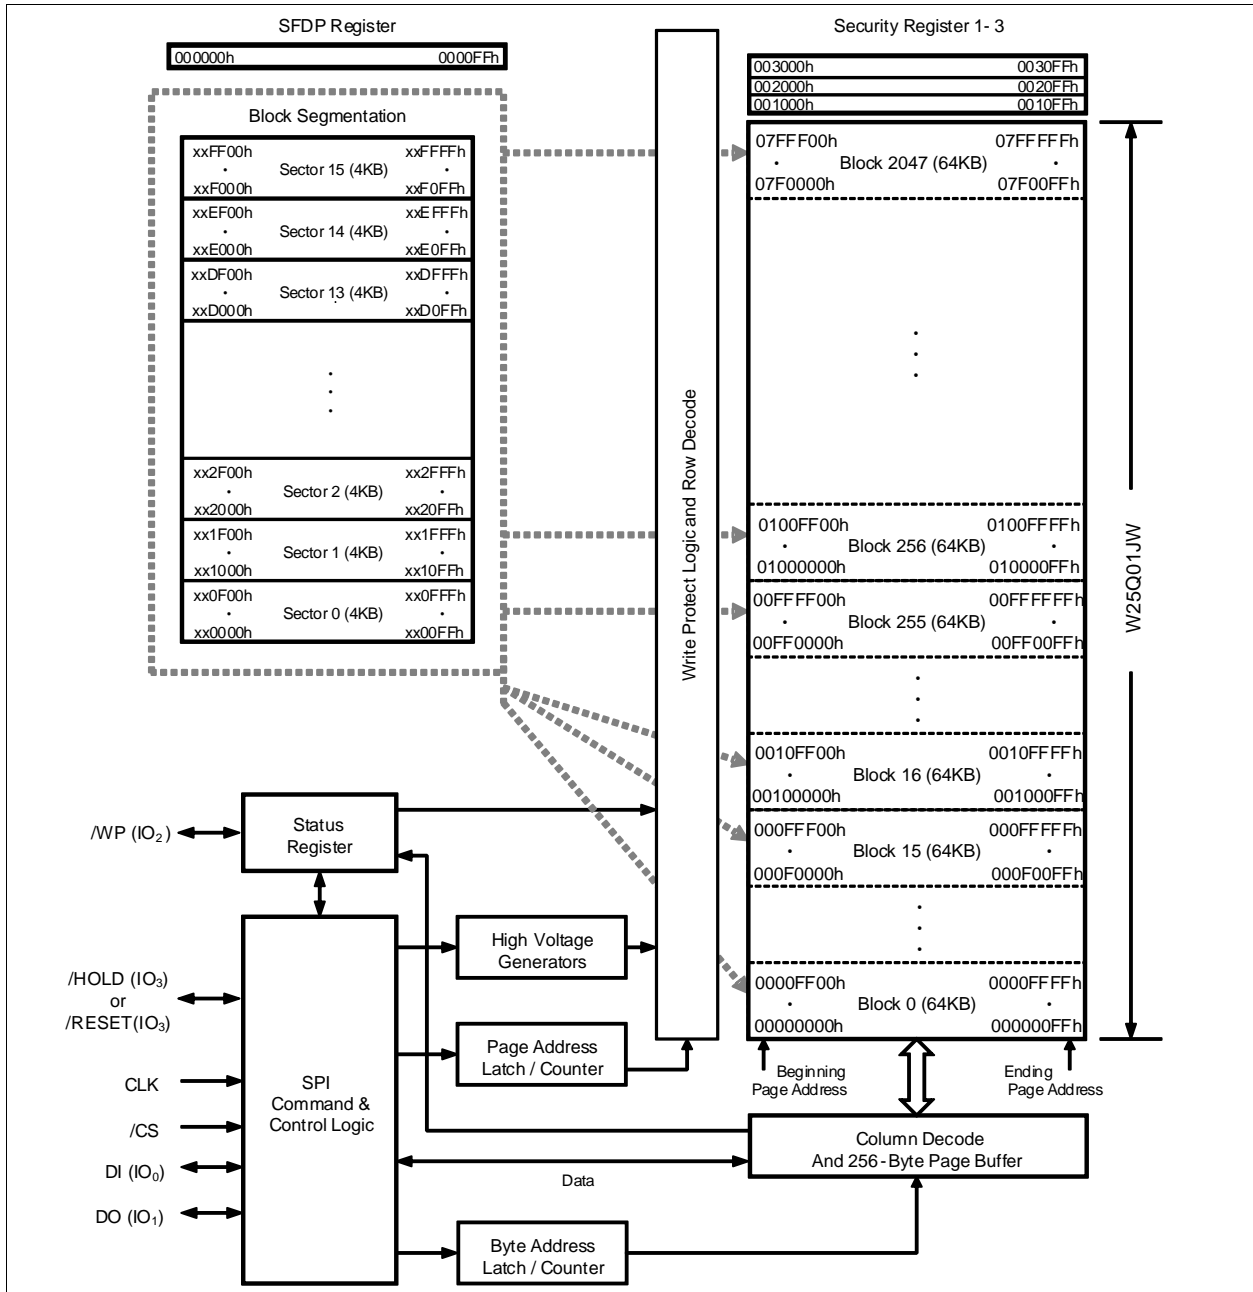 SFDP Register
000000h 0000FFh
Block Segmentation
xxFF00h xxFFFFh
Sector 15 (4KB)
xxF000h xxF0FFh
xxEF00h xxEFFFh
Sector 14 (4KB)
xxE000h xxE0FFh
xxDF00h xxDFFFh
Sector 13 (4KB)
xxD000h xxD0FFh
xx2F00h xx2FFFh
Sector 2 (4KB)
xx2000h xx20FFh
xx1F00h xx1FFFh
Sector 1 (4KB)
xx1000h xx10FFh
xx0F00h xx0FFFh
Sector 0 (4KB)
xx0000h xx00FFh
Write Protect Logic and Row Decode
Security Register 1- 3
003000h 0030FFh
002000h 0020FFh
001000h 0010FFh
07FFF00h 07FFFFFh
Block 2047 (64KB)
07F0000h 07F00FFh
0100FF00h 0100FFFFh
Block 256 (64KB)
01000000h 010000FFh
00FFFF00h 00FFFFFFh
Block 255 (64KB)
00FF0000h 00FF00FFh
0010FF00h 0010FFFFh
Block 16 (64KB)
00100000h 001000FFh
000FFF00h 000FFFFFh
Block 15 (64KB)
000F0000h 000F00FFh
0000FF00h 0000FFFFh
Block 0 (64KB)
00000000h 000000FFh
W25Q01JW
Beginning
Page Address
Ending
Page Address
/WP (IO2)
Status
Register
/HOLD (IO3)
or
/RESET(IO3)
CLK
/CS
DI (IO0)
DO (IO1)
SPI
Command &
Control Logic
High Voltage
Generators
Page Address
Latch / Counter
Data
Column Decode
And 256-Byte Page Buffer
Byte Address
Latch / Counter